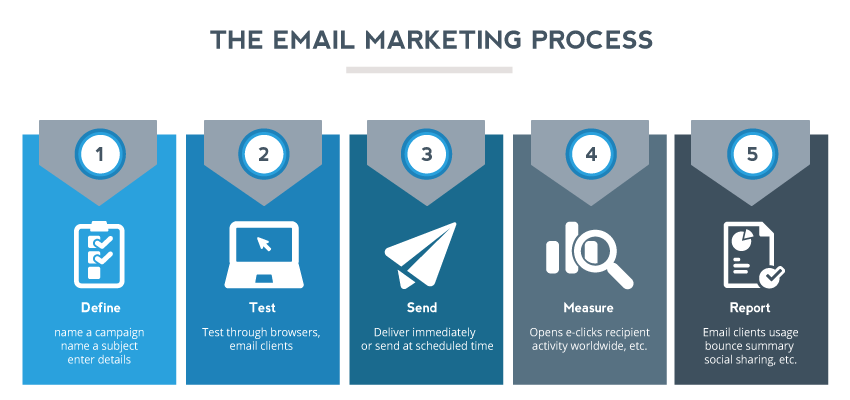 THE EMAIL MARKETING PROCESS
1
2
3
4
5
Define
name a campaign
name a subject
enter details
Test
Test through browsers,
email clients
Send
Deliver immediately
or send at scheduled time
Measure
Opens e-clicks recipient
activity worldwide, etc.
Report
Email clients usage
bounce summary
social sharing, etc.